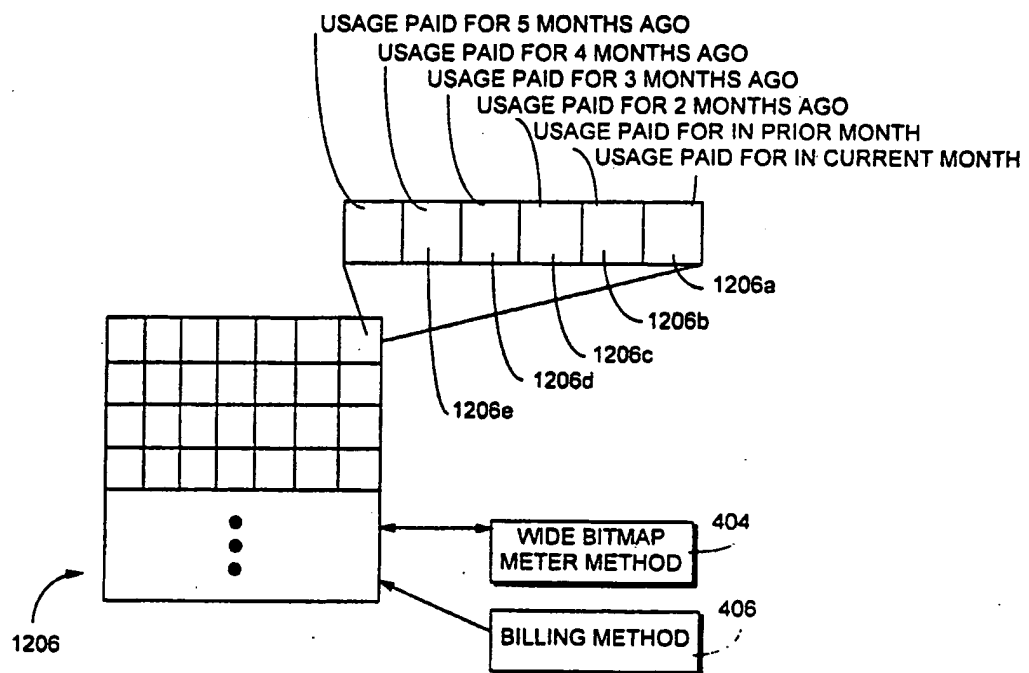 USAGE PAID FOR 5 MONTHS AGO
USAGE PAID FOR 4 MONTHS AGO
USAGE PAID FOR 3 MONTHS AGO
USAGE PAID FOR 2 MONTHS AGO
USAGE PAID FOR IN PRIOR MONTH
USAGE PAID FOR IN CURRENT MONTH
1206a
1206b
1206c
1206d
1206e
404
WIDE BITMAP
METER METHOD
406
BILLING METHOD
1206